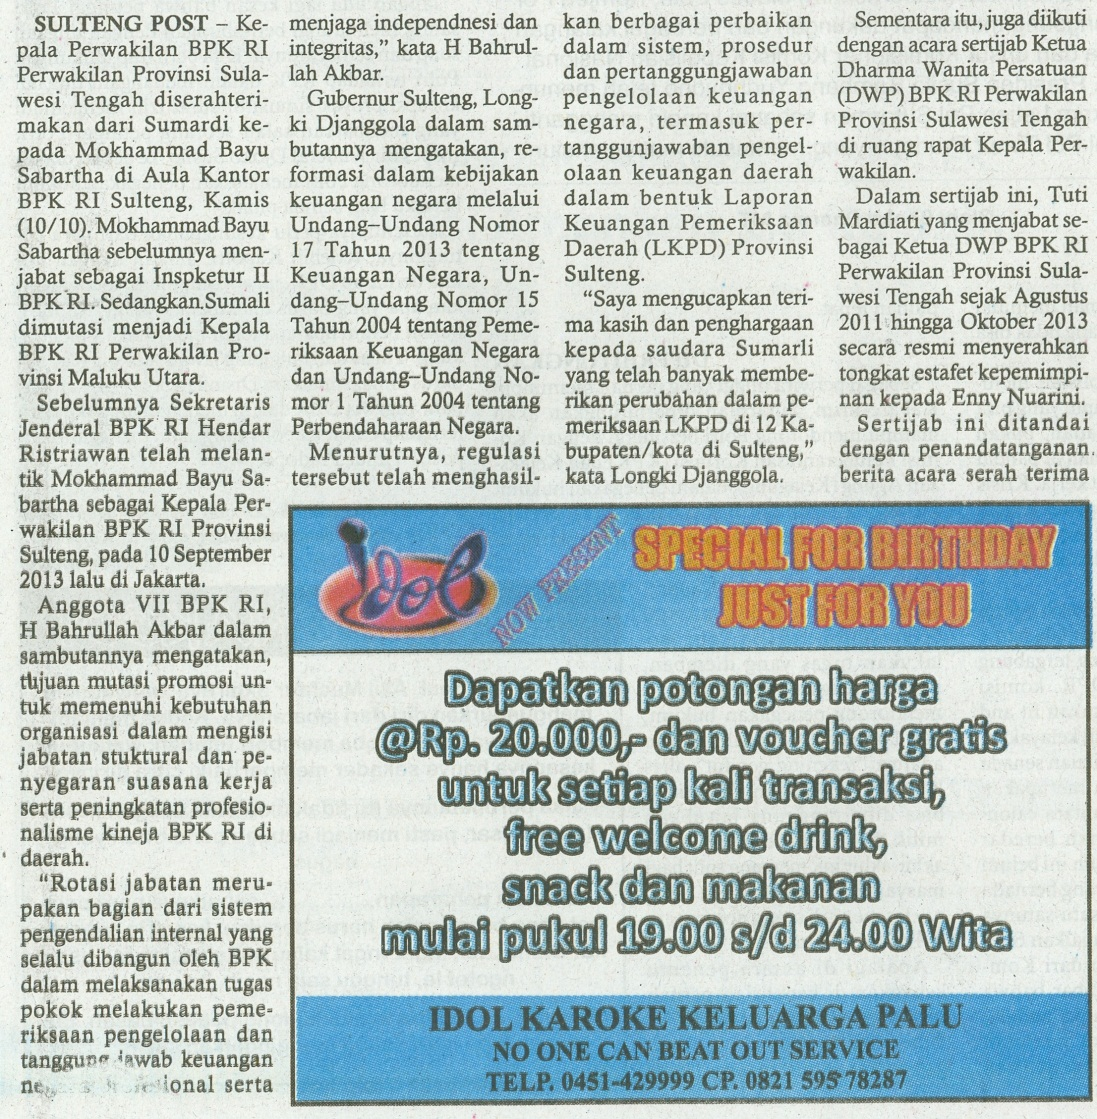 SULTENG POST – Ke-
pala Perwakilan BPK RI
Perwakilan Provinsi Sula-
wesi Tengah diserahteri-
makan dari Sumardi ke-
pada Mokhammad Bayu
Sabartha di Aula Kantor
BPK RI Sulteng, Kamis
(10/10). Mokhammad Bayu
Sabartha sebelumnya men-
jabat sebagai Inspketur II
BPK RI. Sedangkan Sumali
dimutasi menjadi Kepala
BPK RI Perwakilan Pro-
vinsi Maluku Utara.
Sebelumnya Sekretaris
Jenderal BPK RI Hendar
Ristriawan telah melan-
tik Mokhammad Bayu Sa-
bartha sebagai Kepala Per-
wakilan BPK RI Provinsi
Sulteng, pada 10 September
2013 lalu di Jakarta.
Anggota VII BPK RI,
H Bahrullah Akbar dalam
sambutannya mengatakan,
tujuan mutasi promosi un-
tuk memenuhi kebutuhan
organisasi dalam mengisi
jabatan stuktural dan pe-
nyegaran suasana kerja
serta peningkatan profesio-
nalisme kineja BPK RI di
daerah.
“Rotasi jabatan meru-
pakan bagian dari sistem
pengendalian internal yang
selalu dibangun oleh BPK
dalam melaksanakan tugas
pokok melakukan peme-
riksaan pengelolaan dan
tanggung jawab keuangan
serta
menjaga independnesi dan
integritas,” kata H Bahrul-
lah Akbar.
Gubernur Sulteng, Long-
ki Djanggola dalam sam
butannya mengatakan, re-
formasi dalam kebijakan
keuangan negara melalui
Undang–Undang Nomor
17 Tahun 2013 tentang
Keuangan Negara, Un-
dang–Undang Nomor 15
Tahun 2004 tentang Peme-
riksaan Keuangan Negara
dan Undang–Undang No-
mor 1 Tahun 2004 tentang
Perbendaharaan Negara.
Menurutnya, regulasi
tersebut telah menghasil-
kan berbagai perbaikan
dalam sistem, prosedur
dan pertanggungjawaban
pengelolaan keuangan
negara, termasuk per-
tanggunjawaban pengel-
olaan keuangan daerah
dalam bentuk Laporan
Keuangan Pemeriksaan
Daerah (LKPD) Provinsi
Sulteng.
“Saya mengucapkan teri-
ma kasih dan penghargaan
kepada saudara Sumarli
yang telah banyak membe-
rikan perubahan dalam pe-
meriksaan LKPD di 12 Ka-
bupaten/kota di Sulteng,”
kata Longki Djanggola.
Sementara itu, juga diikuti
dengan acara sertijab Ketua
Dharma Wanita Persatuan
(DWP) BPK RI Perwakilan
Provinsi Sulawesi Tengah
di ruang rapat Kepala Per-
wakilan.
Dalam sertijab ini, Tuti
Mardiati yang menjabat se-
bagai Ketua DWP BPK RI
Perwakilan Provinsi Sula-
wesi Tengah sejak Agustus
2011 hingga Oktober 2013
secara resmi menyerahkan
tongkat estafet kepemimpi-
nan kepada Enny Nuarini.
Sertijab ini ditandai
dengan penandatanganan
berita acara serah terima
idol
NOW PRESENT
SPECIAL FOR BIRTHDAY
JUST FOR YOU
Dapatkan potongan harga
@Rp. 20.000,- dan voucher gratis
untuk setiap kali transaksi,
free welcome drink,
snack dan makanan
mulai pukul 19.00 s/d 24.00 Wita
IDOL KAROKE KELUARGA PALU
NO ONE CAN BEAT OUT SERVICE
TELP. 0451-429999 CP. 0821 595 78287